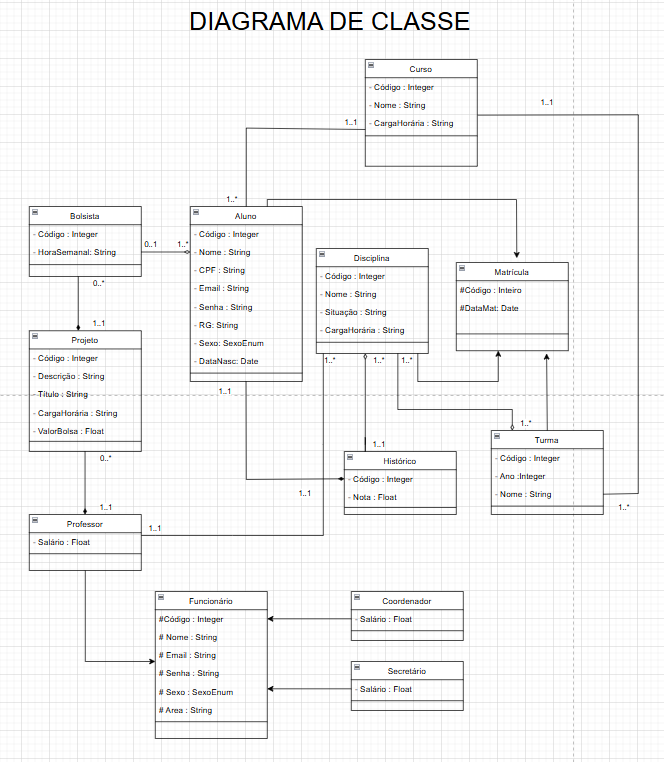 DIAGRAMA DE CLASSE
Curso
- Código : Integer
- Nome : String
- CargaHorária : String
1..1
1..1
1..*
Bolsista
- Código : Integer
- HoraSemanal: String
0..1
1..*
0..*
Aluno
- Código : Integer
- Nome : String
- CPF : String
- Email : String
- Senha : String
- RG: String
- Sexo: SexoEnum
- DataNasc: Date
1..1
Disciplina
- Código : Integer
- Nome : String
- Situação : String
- CargaHorária : String
1..*
1..*
1..*
Matrícula
#Código : Inteiro
#DataMat: Date
1..1
Projeto
- Código : Integer
- Descrição : String
- Título : String
- CargaHorária : String
- ValorBolsa : Float
0..*
1..*
Turma
- Código : Integer
- Ano :Integer
- Nome : String
1..*
1..1
Histórico
- Código : Integer
- Nota : Float
1..1
1..1
Professor
- Salário : Float
1..1
Funcionário
#Código : Integer
# Nome : String
# Email : String
# Senha : String
# Sexo : SexoEnum
# Area : String
Coordenador
- Salário : Float
Secretário
- Salário : Float